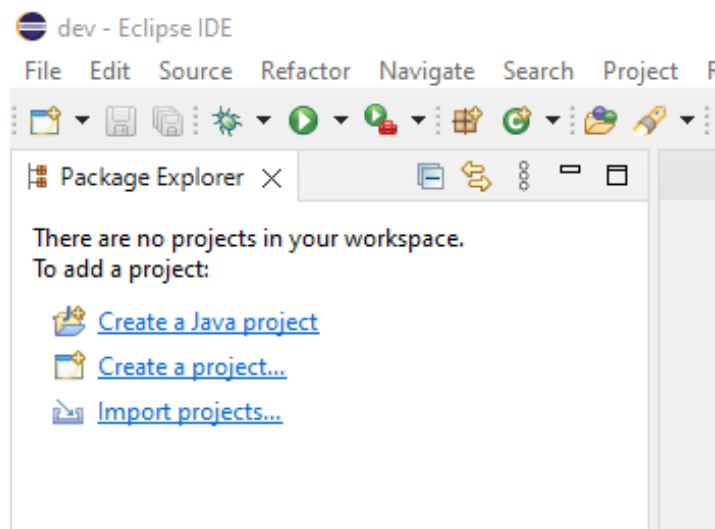 dev - Eclipse IDE
File Edit Source Refactor Navigate Search Project
Package Explorer
There are no projects in your workspace.
To add a project:
Create a Java project
Create a project...
Import projects...